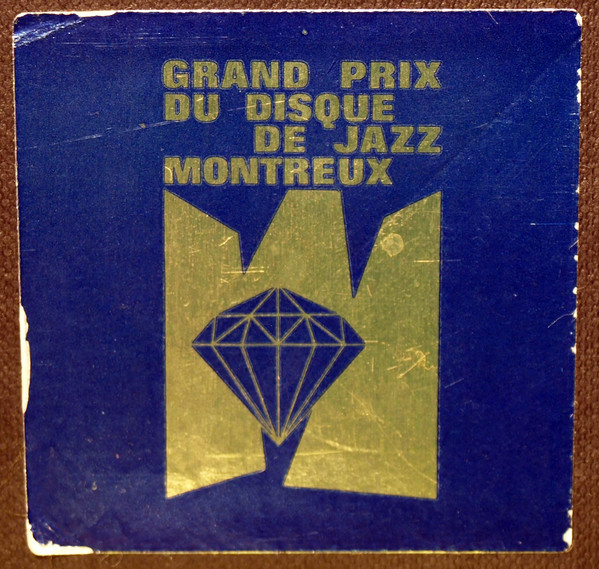 GRAND PRIX
DU DISQUE
DE JAZZ
MONTREUX